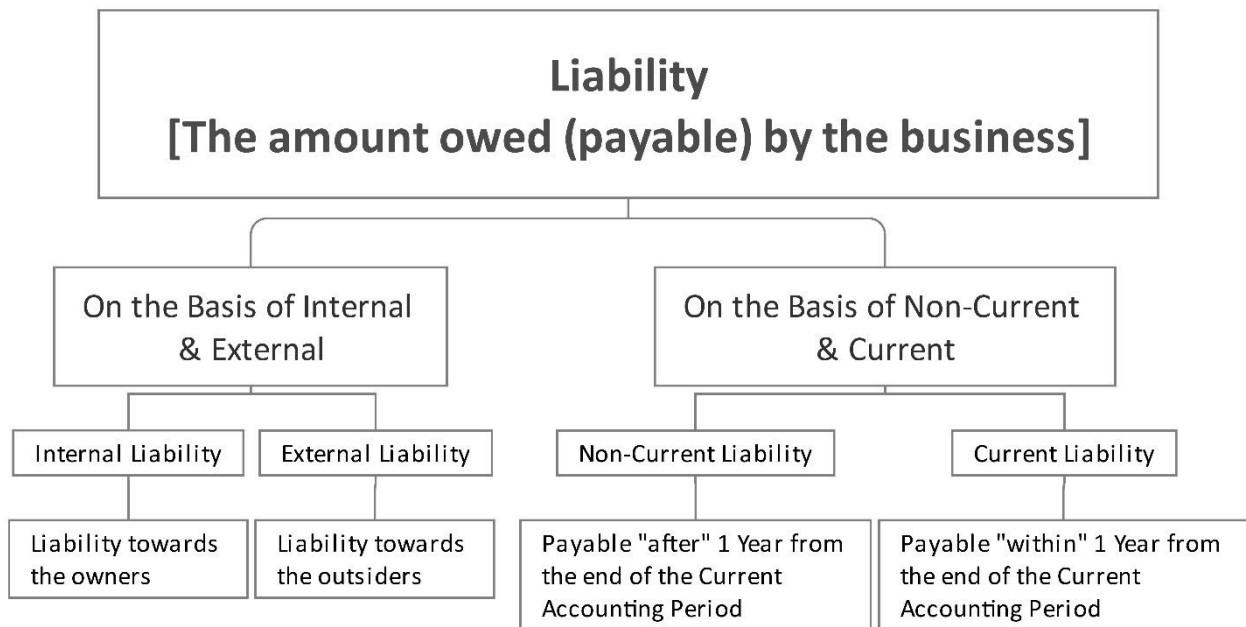 Liability
[The amount owed (payable) by the business]
On the Basis of Internal
& External
On the Basis of Non-Current
& Current
Internal Liability
External Liability
Non-Current Liability
Current Liability
Liability towards
the owners
Liability towards
the outsiders
Payable "after" 1 Year from
the end of the Current
Accounting Period
Payable "within" 1 Year from
the end of the Current
Accounting Period